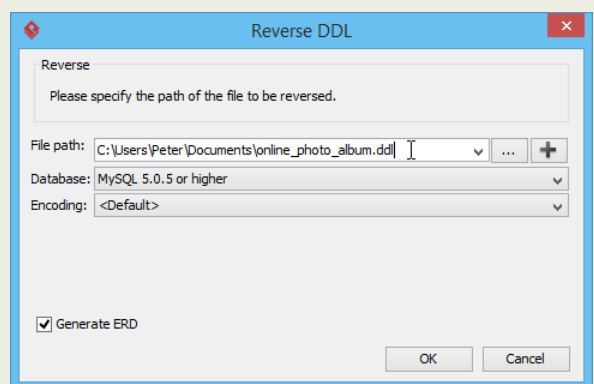 Reverse DDL
Reverse
Please specify the path of the file to be reversed.
File path: C:\Users\Peter\Documents\online_photo_album.ddl ...
Database: MySQL 5.0.5 or higher
Encoding: <Default>
Generate ERD
OK Cancel